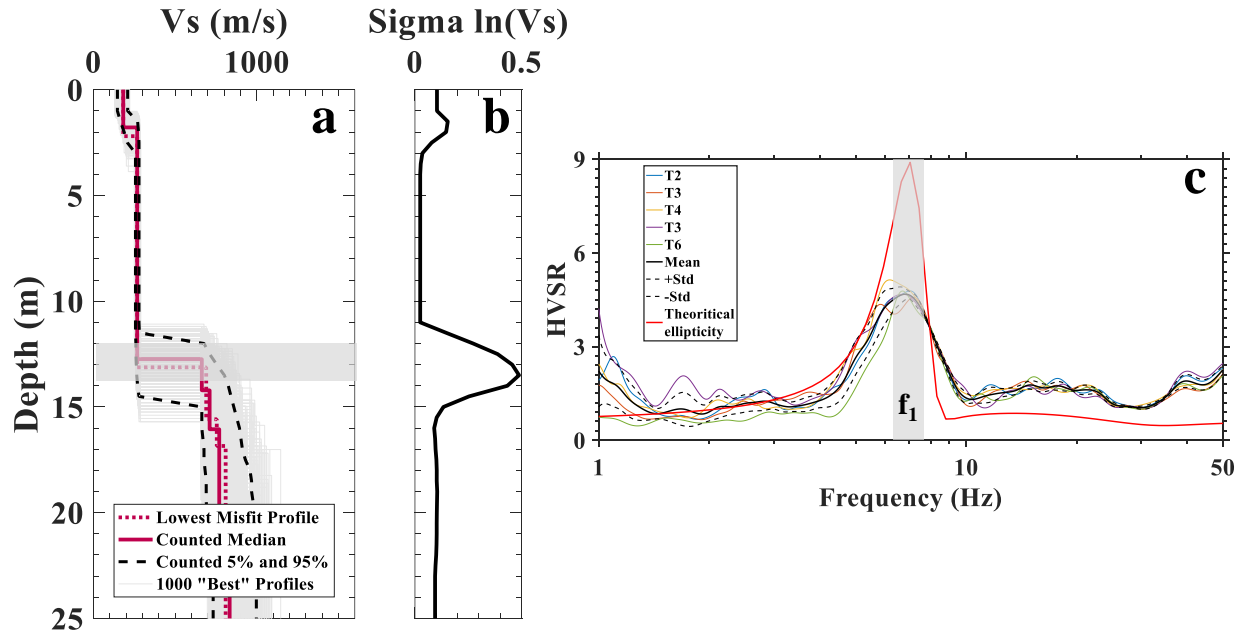 Vs (m/s)
0
1000
Sigma ln(Vs)
0
0.5
Depth (m)
0
5
10
15
20
25
a
Lowest Misfit Profile
Counted Median
Counted 5% and 95%
1000 "Best" Profiles
b
HVSR
9
6
3
0
c
T2
T3
T4
T3
T6
Mean
+Std
-Std
Theoritical
ellipticity
f1
1
10
50
Frequency (Hz)